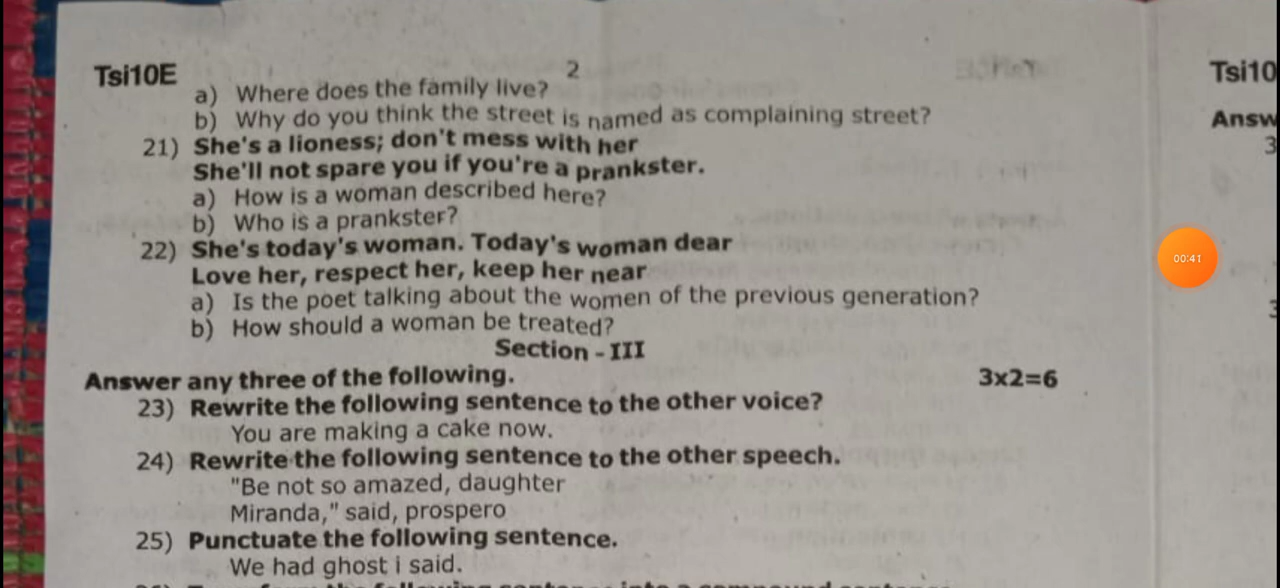 Tsi10E
2
a) Where does the family live?
b) Why do you think the street is named as complaining street?
21) She's a lioness; don't mess with her
She'll not spare you if you're a prankster.
a) How is a woman described here?
b) Who is a prankster?
22) She's today's woman. Today's woman dear
Love her, respect her, keep her near
a) Is the poet talking about the women of the previous generation?
b) How should a woman be treated?
Section - III
Answer any three of the following. 3x2=6
23) Rewrite the following sentence to the other voice?
You are making a cake now.
24) Rewrite the following sentence to the other speech.
"Be not so amazed, daughter
Miranda," said, prospero
25) Punctuate the following sentence.
We had ghost i said.
Tsi10
Answ
3
00:41